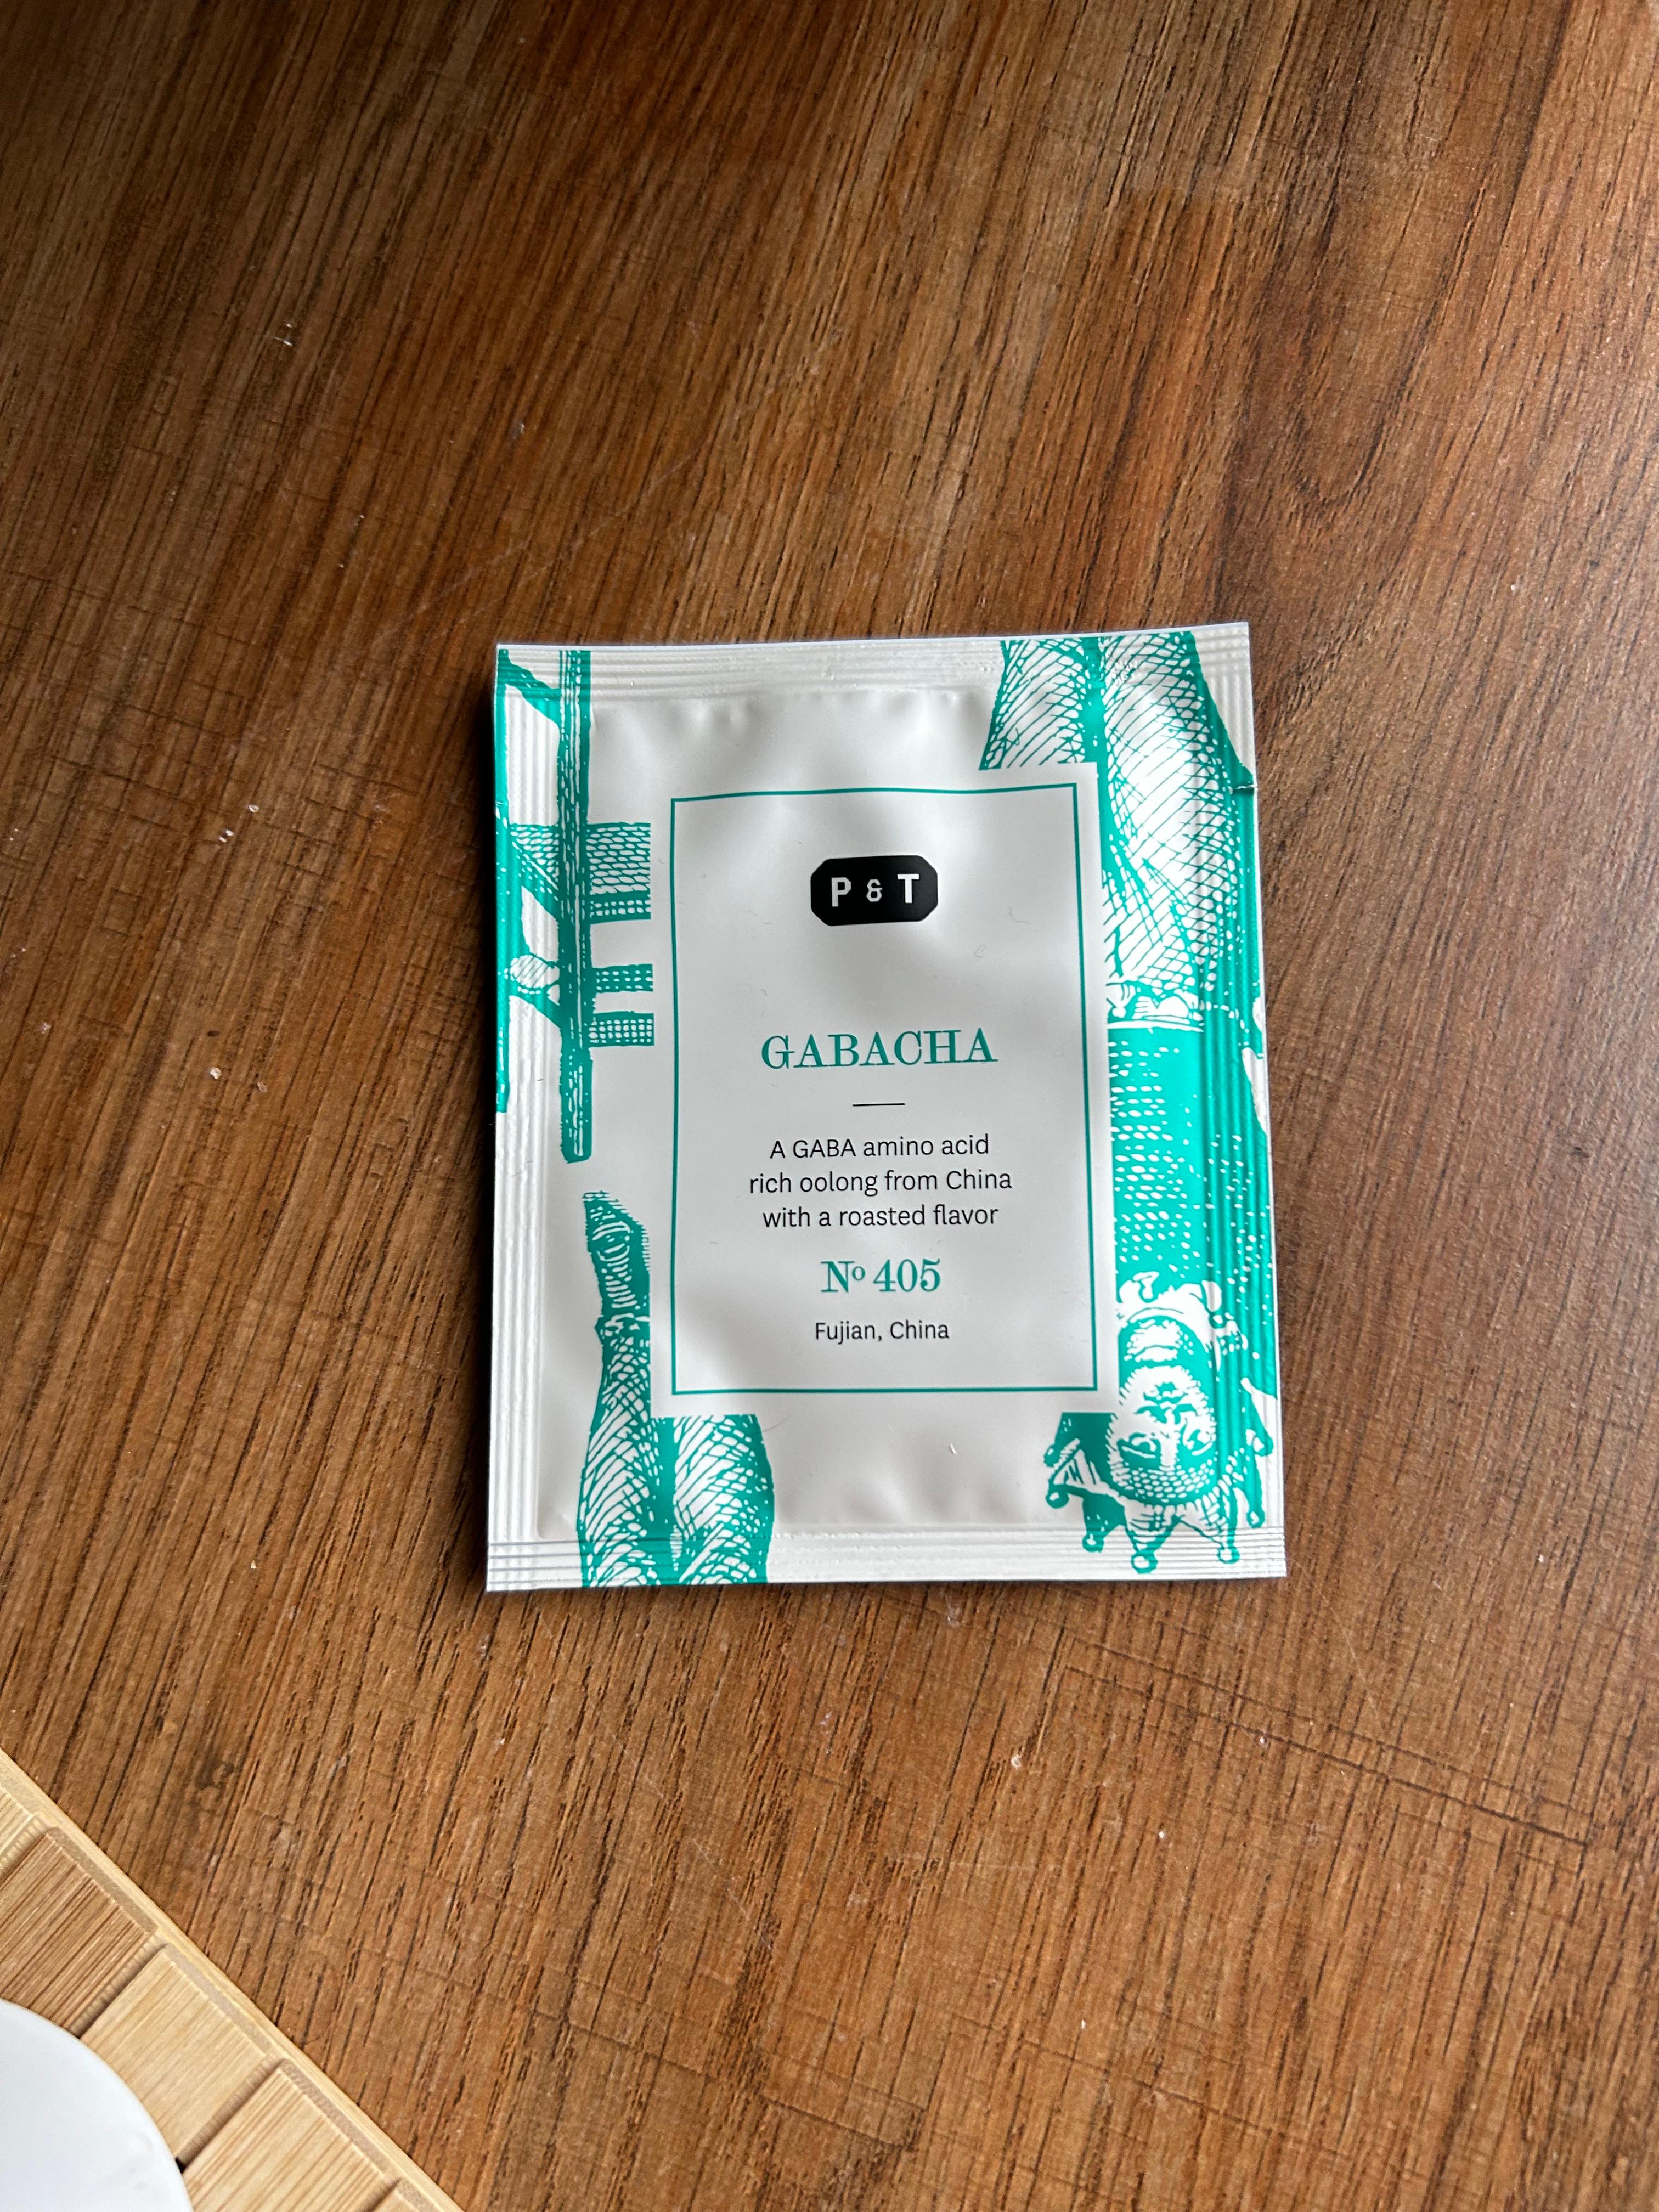 P & T
GABACHA
A GABA amino acid
rich oolong from China
with a roasted flavor
Nº 405
Fujian, China